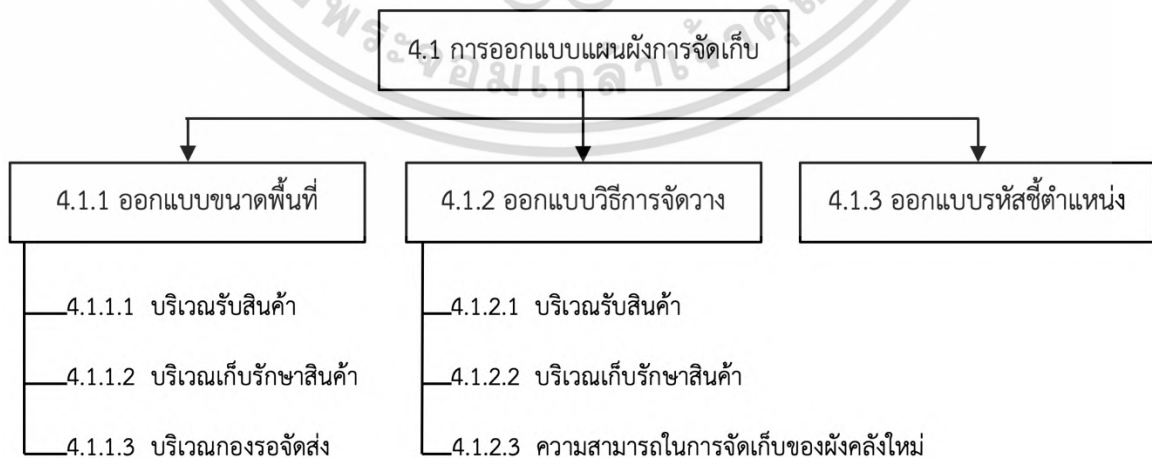 4.1 การออกแบบแผนผังการจัดเก็บ
4.1.1 ออกแบบขนาดพื้นที่
4.1.2 ออกแบบวิธีการจัดวาง
4.1.3 ออกแบบรหัสชี้ตำแหน่ง
4.1.1.1 บริเวณรับสินค้า
4.1.1.2 บริเวณเก็บรักษาสินค้า
4.1.1.3 บริเวณกองรอจัดส่ง
4.1.2.1 บริเวณรับสินค้า
4.1.2.2 บริเวณเก็บรักษาสินค้า
4.1.2.3 ความสามารถในการจัดเก็บของผังคลังใหม่